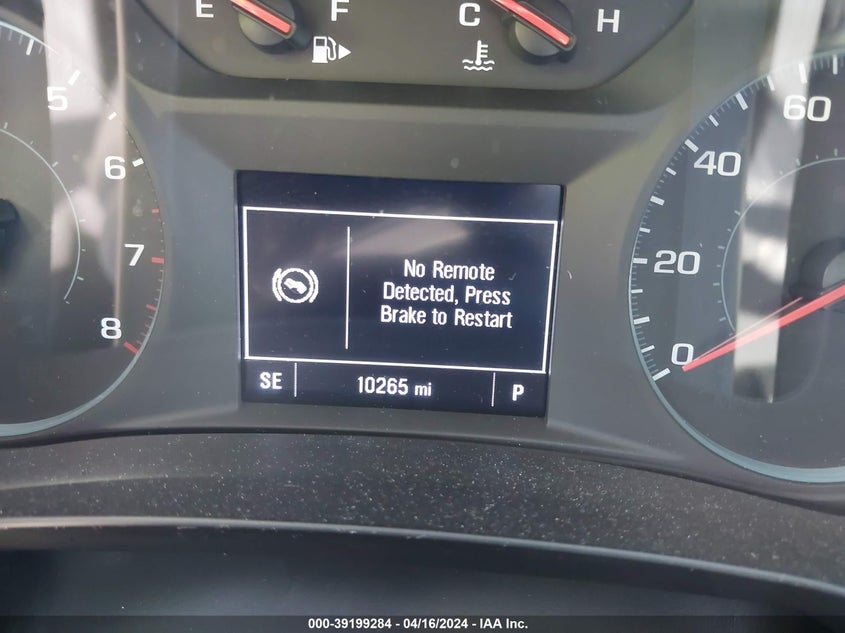 E F
C H
5
6
7
8
60
40
20
0
No Remote
Detected, Press
Brake to Restart
SE 10265 mi P
000-39199284 - 04/16/2024 - IAA Inc.